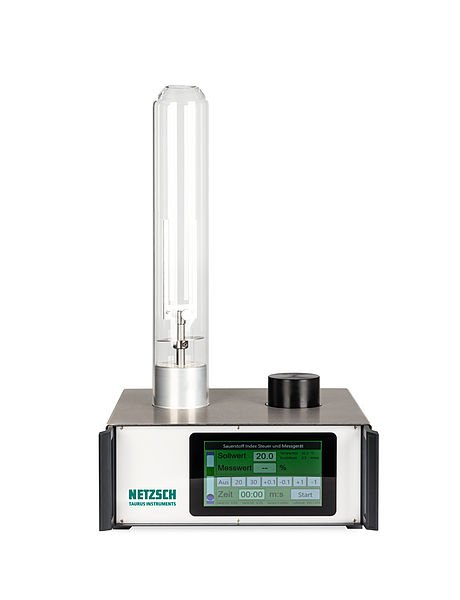 Sauerstoff Index Steuer und Messgerät
Sollwert 20.0
Messwert -- %
Aus 20 30 +0.1 -0.1 +1 -1
Zeit 00:00 m:s Start
NETZSCH
TAURUS INSTRUMENTS